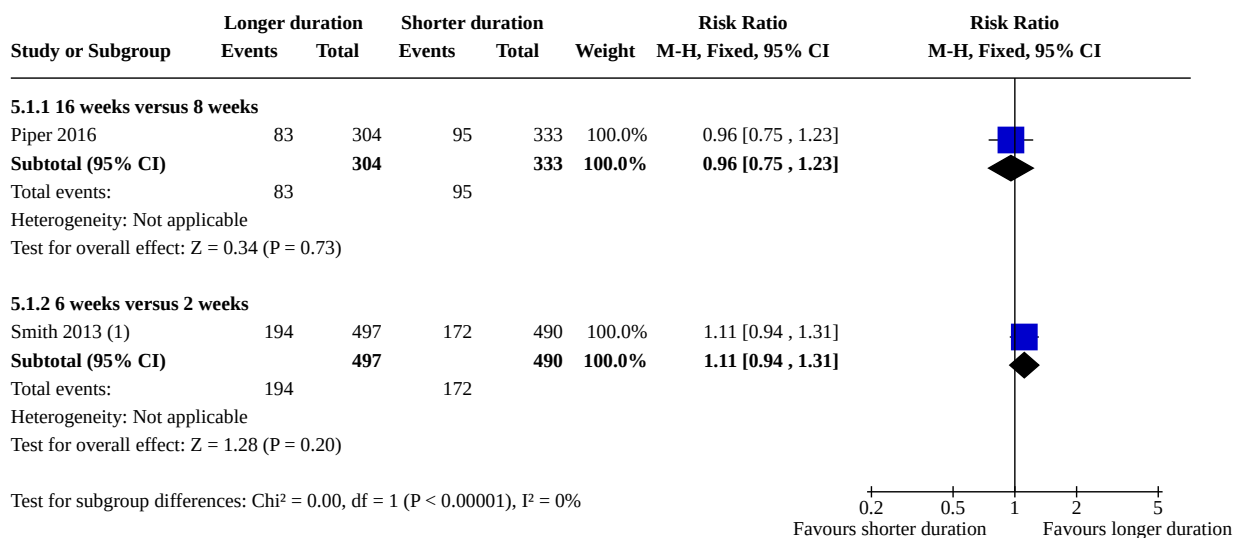 Longer duration Shorter duration Risk Ratio Risk Ratio
Study or Subgroup Events Total Events Total Weight M-H, Fixed, 95% CI M-H, Fixed, 95% CI
5.1.1 16 weeks versus 8 weeks
Piper 2016 83 304 95 333 100.0% 0.96 [0.75 , 1.23]
Subtotal (95% CI) 304 333 100.0% 0.96 [0.75 , 1.23]
Total events: 83 95
Heterogeneity: Not applicable
Test for overall effect: Z = 0.34 (P = 0.73)
5.1.2 6 weeks versus 2 weeks
Smith 2013 (1) 194 497 172 490 100.0% 1.11 [0.94 , 1.31]
Subtotal (95% CI) 497 490 100.0% 1.11 [0.94 , 1.31]
Total events: 194 172
Heterogeneity: Not applicable
Test for overall effect: Z = 1.28 (P = 0.20)
Test for subgroup differences: Chi² = 0.00, df = 1 (P < 0.00001), I² = 0%
0.2 0.5 1 2 5
Favours shorter duration Favours longer duration